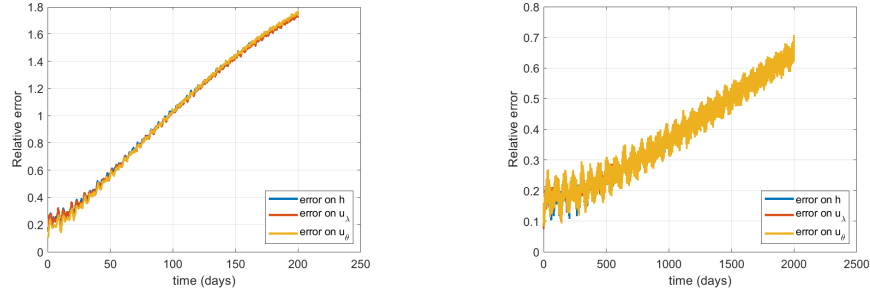 1.8
1.6
1.4
1.2
1
0.8
0.6
0.4
0.2
0
Relative error
0 50 100 150 200 250
time (days)
error on h
error on u_λ
error on u_θ
0.8
0.7
0.6
0.5
0.4
0.3
0.2
0.1
0
Relative error
0 500 1000 1500 2000 2500
time (days)
error on h
error on u_λ
error on u_θ